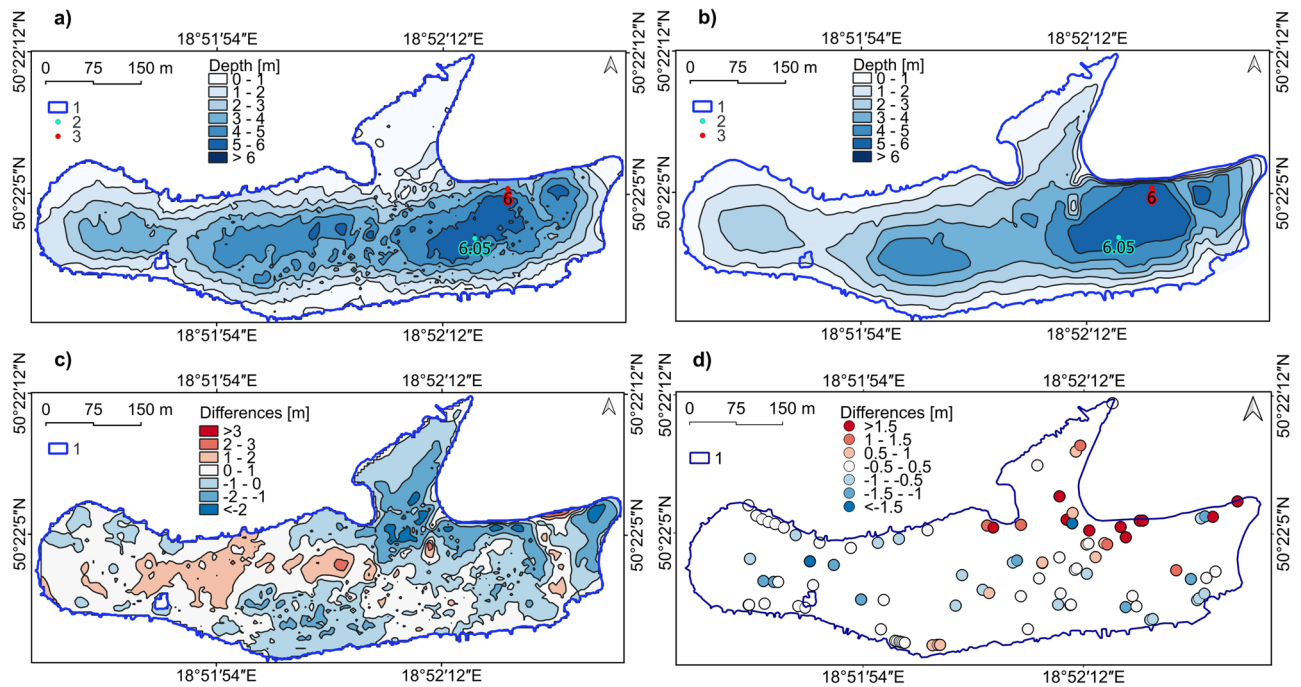 a)
18°51′54″E 18°52′12″E
50°22′12″N
0 75 150 m
Depth [m]
0 - 1
1 - 2
2 - 3
3 - 4
4 - 5
5 - 6
> 6
1
2
3
50°22′5″N
50°22′12″N
50°22′5″N
6
6.05
18°51′54″E 18°52′12″E
b)
18°51′54″E 18°52′12″E
50°22′12″N
0 75 150 m
Depth [m]
0 - 1
1 - 2
2 - 3
3 - 4
4 - 5
5 - 6
> 6
1
2
3
50°22′5″N
50°22′12″N
50°22′5″N
6
6.05
18°51′54″E 18°52′12″E
c)
18°51′54″E 18°52′12″E
50°22′12″N
0 75 150 m
Differences [m]
>3
2 - 3
1 - 2
0 - 1
-1 - 0
-2 - -1
<-2
1
50°22′5″N
50°22′12″N
50°22′5″N
18°51′54″E 18°52′12″E
d)
18°51′54″E 18°52′12″E
50°22′12″N
0 75 150 m
Differences [m]
>1.5
1 - 1.5
0.5 - 1
-0.5 - 0.5
-1 - -0.5
-1.5 - -1
<-1.5
1
50°22′5″N
50°22′12″N
50°22′5″N
18°51′54″E 18°52′12″E